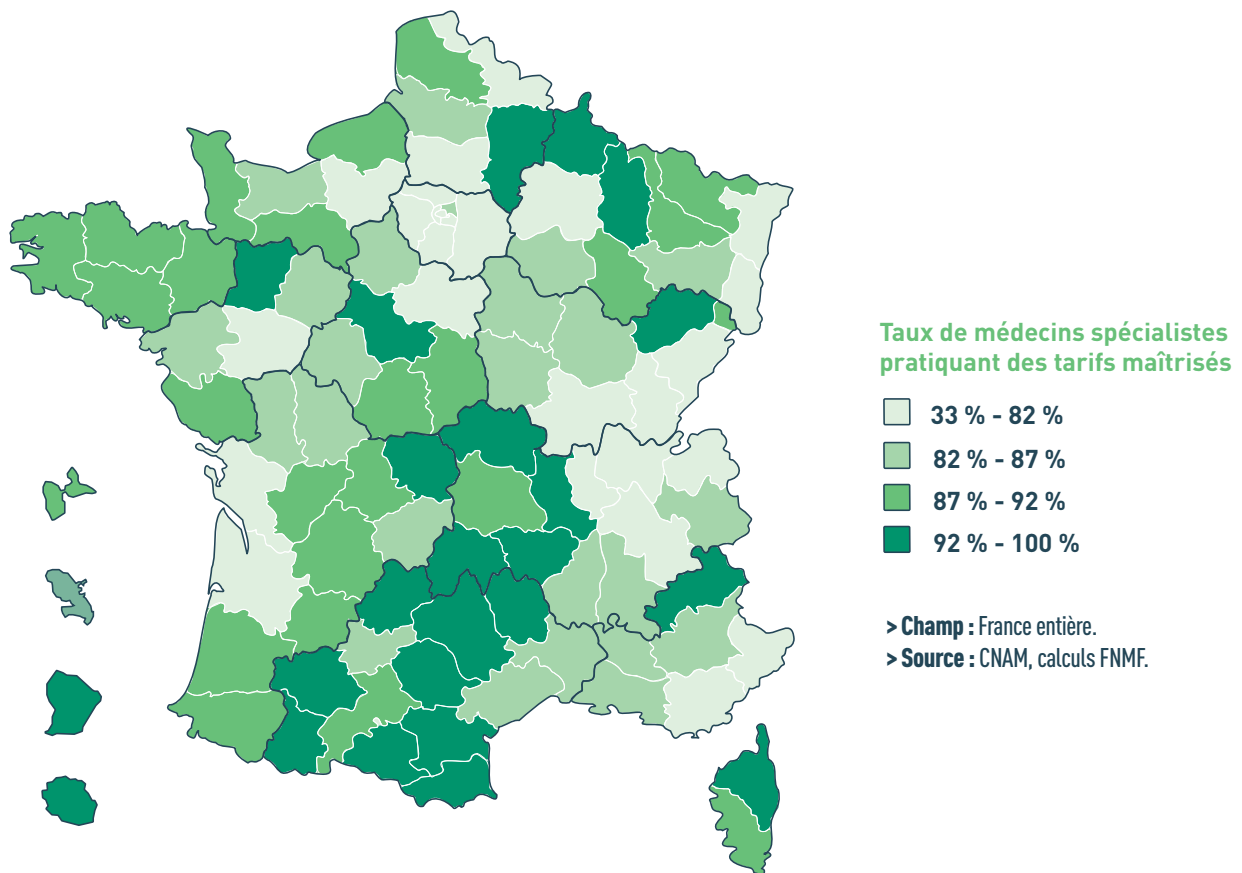 Taux de médecins spécialistes
pratiquant des tarifs maîtrisés
33 % - 82 %
82 % - 87 %
87 % - 92 %
92 % - 100 %
> Champ : France entière.
> Source : CNAM, calculs FNMF.